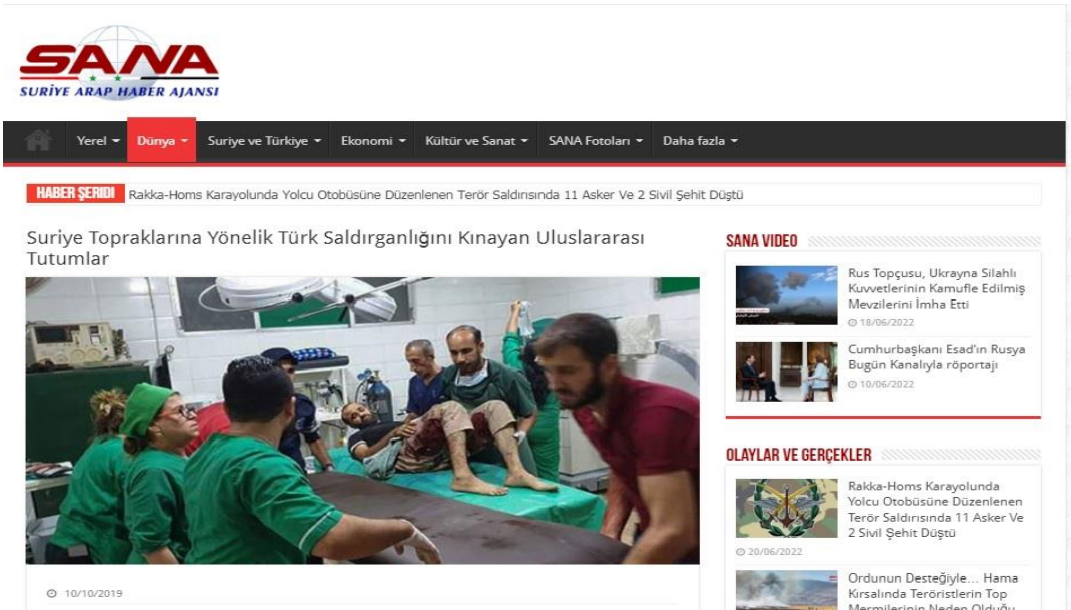 SANA
SURİYE ARAP HABER AJANSI
Yerel
Dünya
Suriye ve Türkiye
Ekonomi
Kültür ve Sanat
SANA Fotoları
Daha fazla
HABER ŞERIDI
Rakka-Homs Karayolunda Yolcu Otobüsüne Düzenlenen Terör Saldırısında 11 Asker Ve 2 Sivil Şehit Düştü
Suriye Topraklarına Yönelik Türk Saldırganlığını Kınayan Uluslararası
Tutumlar
10/10/2019
SANA VIDEO
Rus Topçusu, Ukrayna Silahlı
Kuvvetlerinin Kamufle Edilmiş
Mevzilerini İmha Etti
18/06/2022
Cumhurbaşkanı Esad'ın Rusya
Bugün Kanalıyla röportajı
10/06/2022
OLAYLAR VE GERÇEKLER
Rakka-Homs Karayolunda
Yolcu Otobüsüne Düzenlenen
Terör Saldırısında 11 Asker Ve
2 Sivil Şehit Düştü
20/06/2022
Ordunun Desteğiyle... Hama
Kırsalında Teröristlerin Top
Mermilerinin Neden Olduğu